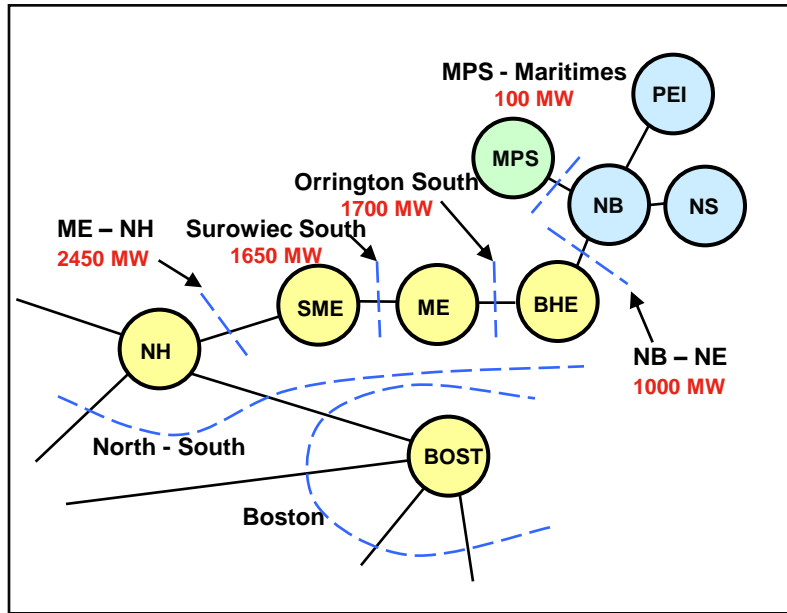 MPS - Maritimes
100 MW
PEI
MPS
Orrington South
1700 MW
NB
NS
ME – NH
2450 MW
Surowiec South
1650 MW
SME
ME
BHE
NH
NB – NE
1000 MW
North - South
BOST
Boston